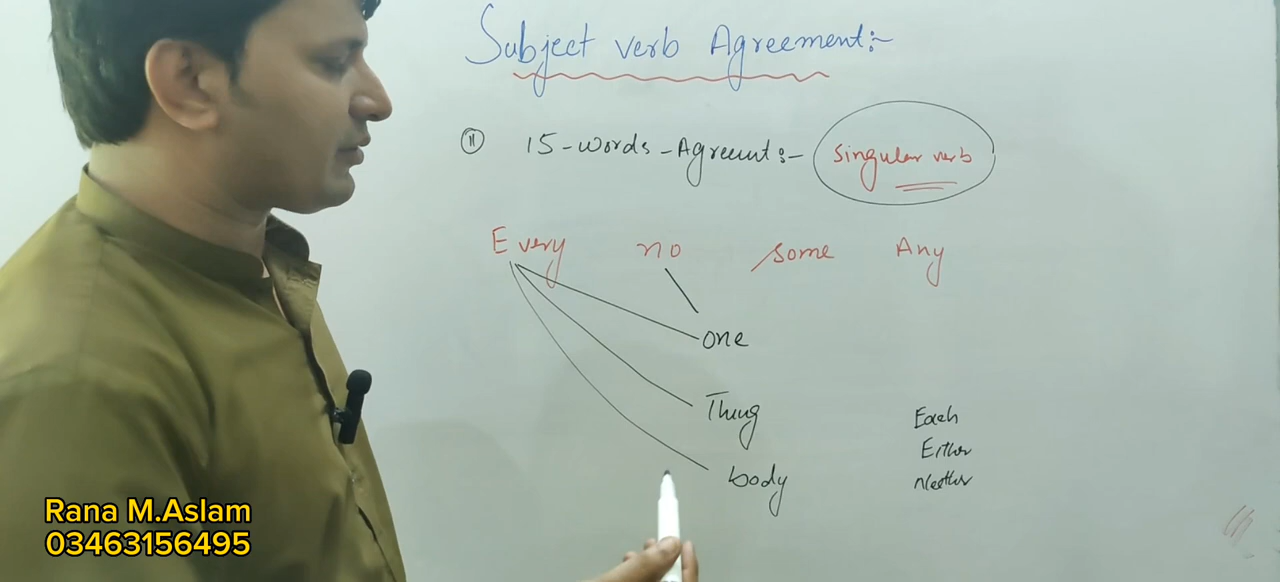 Subject verb Agreement:-
⑪ 15-words-Agreemt:- singular verb
Every no some Any
one
Thing
body
Each
Either
Neither
Rana M.Aslam
03463156495